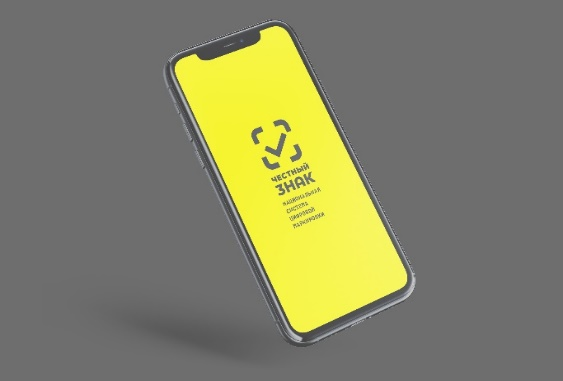 ЧЕСТНЫЙ
ЗНАК
НАЦИОНАЛЬНАЯ
СИСТЕМА
ЦИФРОВОЙ
МАРКИРОВКИ